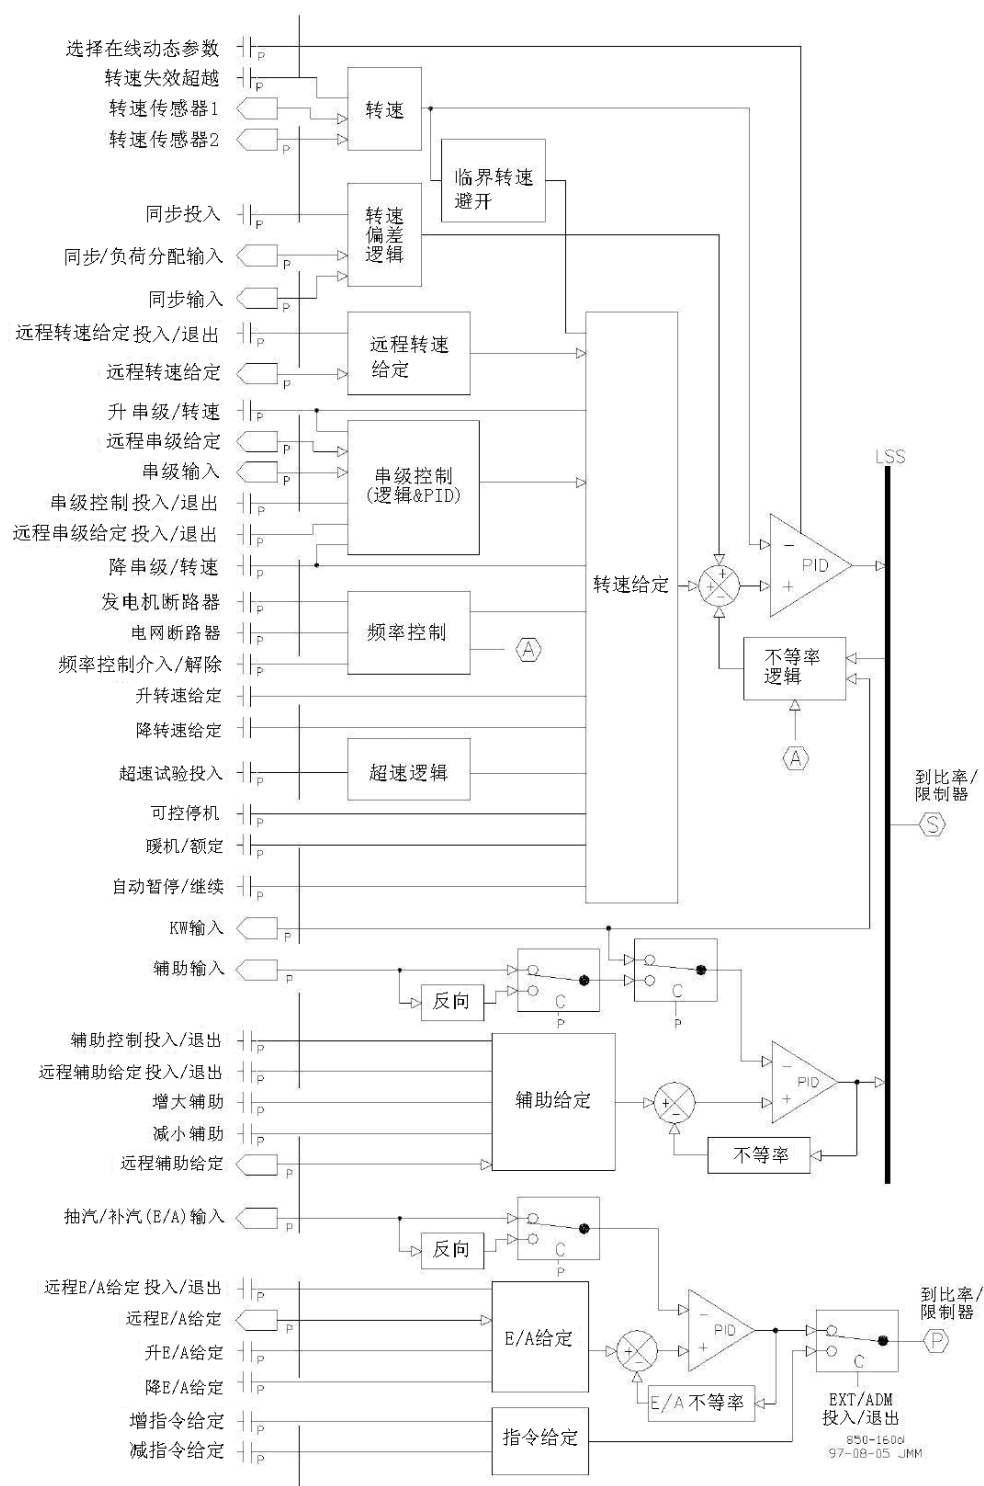 选择在线动态参数
P
转速失效超越
P
转速传感器1
转速
转速传感器2
P
临界转速
避开
同步投入
P
转速
偏差
逻辑
同步/负荷分配输入
P
同步输入
P
远程转速给定投入/退出
P
远程转速
给定
远程转速给定
P
升串级/转速
P
远程串级给定
P
LSS
串级输入
P
串级控制
(逻辑&PID)
串级控制投入/退出
P
远程串级给定投入/退出
P
降串级/转速
P
转速给定
+
+
−
−
PID
+
发电机断路器
P
电网断路器
P
频率控制
A
频率控制介入/解除
P
不等率
逻辑
A
升转速给定
降转速给定
超速试验投入
P
超速逻辑
到比率/
限制器
S
可控停机
P
暖机/额定
P
自动暂停/继续
P
KW输入
P
辅助输入
P
反向
C
P
C
P
辅助控制投入/退出
P
远程辅助给定投入/退出
P
增大辅助
P
减小辅助
P
辅助给定
+
−
−
PID
+
不等率
远程辅助给定
P
抽汽/补汽(E/A)输入
P
反向
C
P
远程E/A给定投入/退出
P
远程E/A给定
P
升E/A给定
P
降E/A给定
P
E/A给定
+
−
−
PID
+
E/A不等率
到比率/
限制器
P
C
EXT/ADM
投入/退出
增指令给定
P
减指令给定
P
指令给定
850-160d
97-08-05 JMM